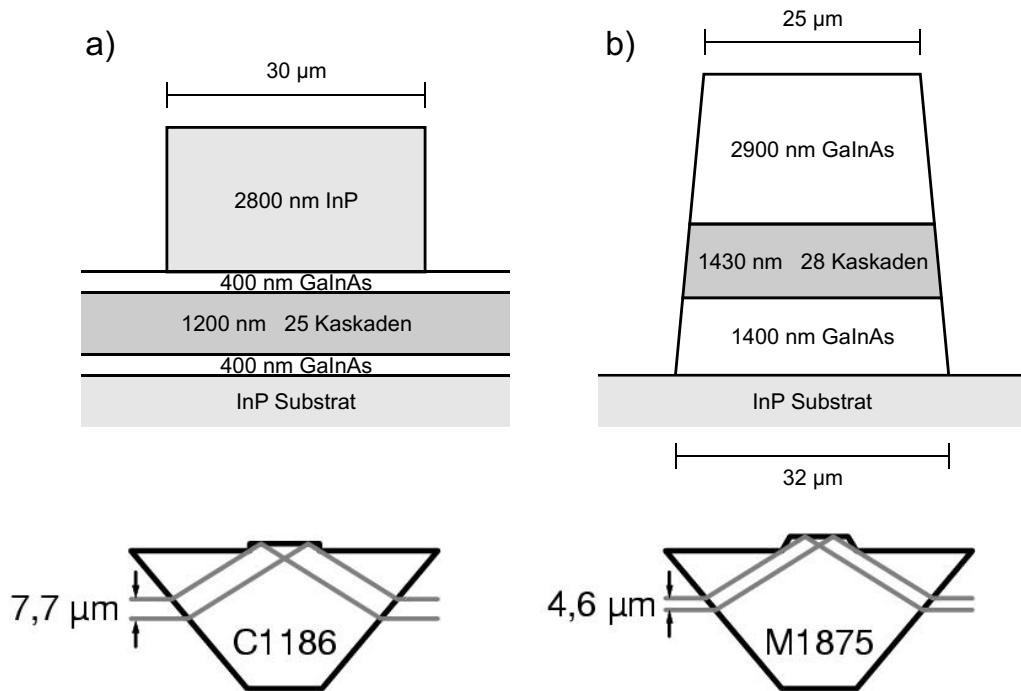 a)
30 µm
2800 nm InP
400 nm GaInAs
1200 nm 25 Kaskaden
400 nm GaInAs
InP Substrat
7,7 µm
C1186
b)
25 µm
2900 nm GaInAs
1430 nm 28 Kaskaden
1400 nm GaInAs
InP Substrat
32 µm
4,6 µm
M1875